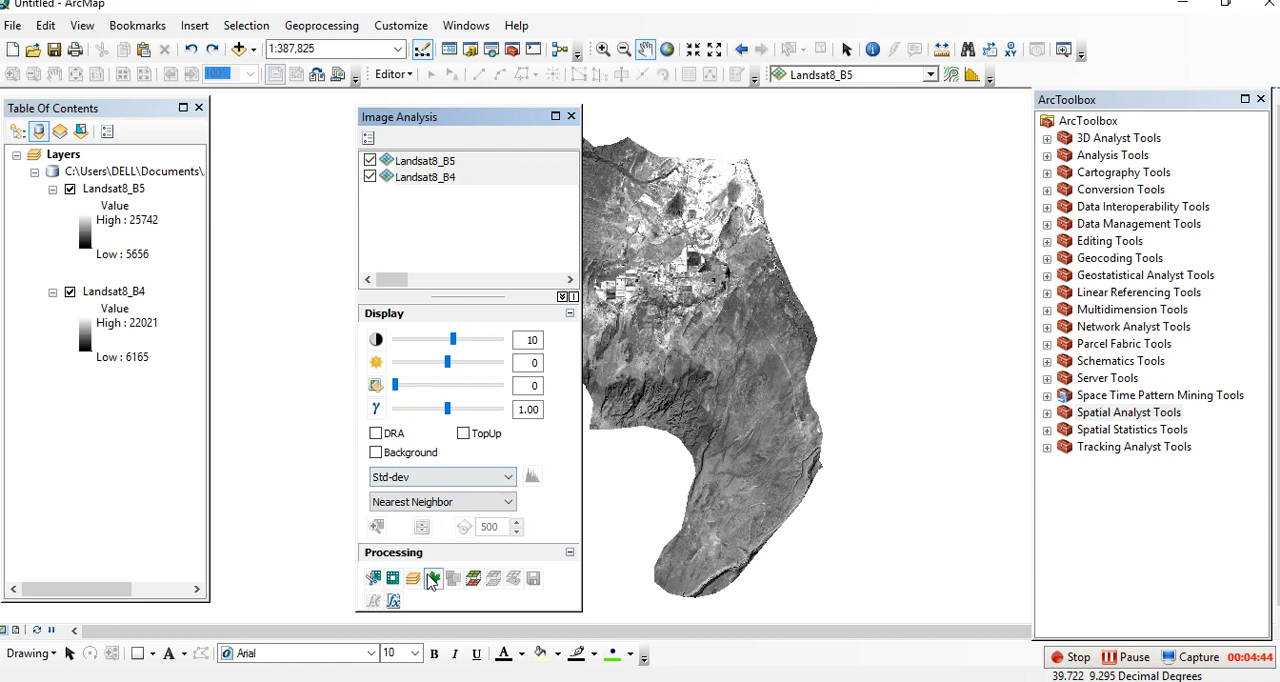 Untitled - ArcMap
File Edit View Bookmarks Insert Selection Geoprocessing Customize Windows Help
1:387,825
100%
Editor
Landsat8_B5
Table Of Contents
Layers
C:\Users\DELL\Documents\
Landsat8_B5
Value
High : 25742
Low : 5656
Landsat8_B4
Value
High : 22021
Low : 6165
Image Analysis
Landsat8_B5
Landsat8_B4
Display
10
0
0
1.00
DRA TopUp
Background
Std-dev
Nearest Neighbor
500
Processing
ArcToolbox
ArcToolbox
3D Analyst Tools
Analysis Tools
Cartography Tools
Conversion Tools
Data Interoperability Tools
Data Management Tools
Editing Tools
Geocoding Tools
Geostatistical Analyst Tools
Linear Referencing Tools
Multidimension Tools
Network Analyst Tools
Parcel Fabric Tools
Schematics Tools
Server Tools
Space Time Pattern Mining Tools
Spatial Analyst Tools
Spatial Statistics Tools
Tracking Analyst Tools
Drawing Arial 10 B I U A
Stop Pause Capture 00:04:44
39.722 9.295 Decimal Degrees